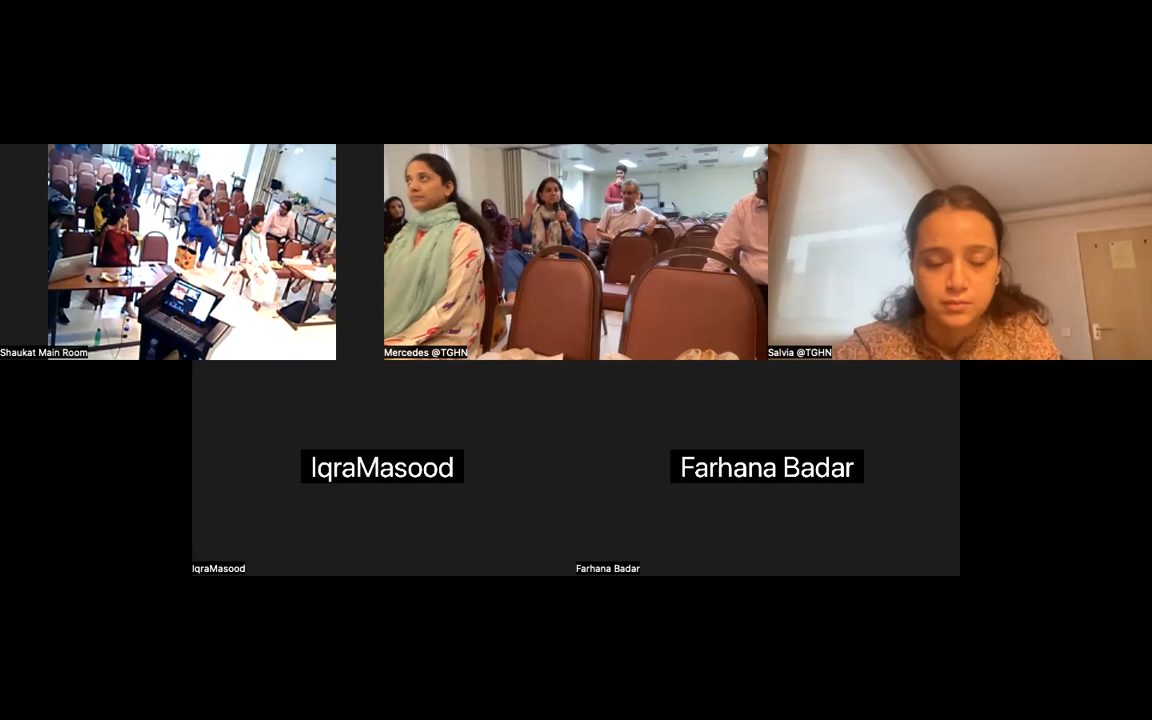 Shaukat Main Room
Mercedes @TGHN
Salvia @TGHN
IqraMasood
Farhana Badar
IqraMasood
Farhana Badar